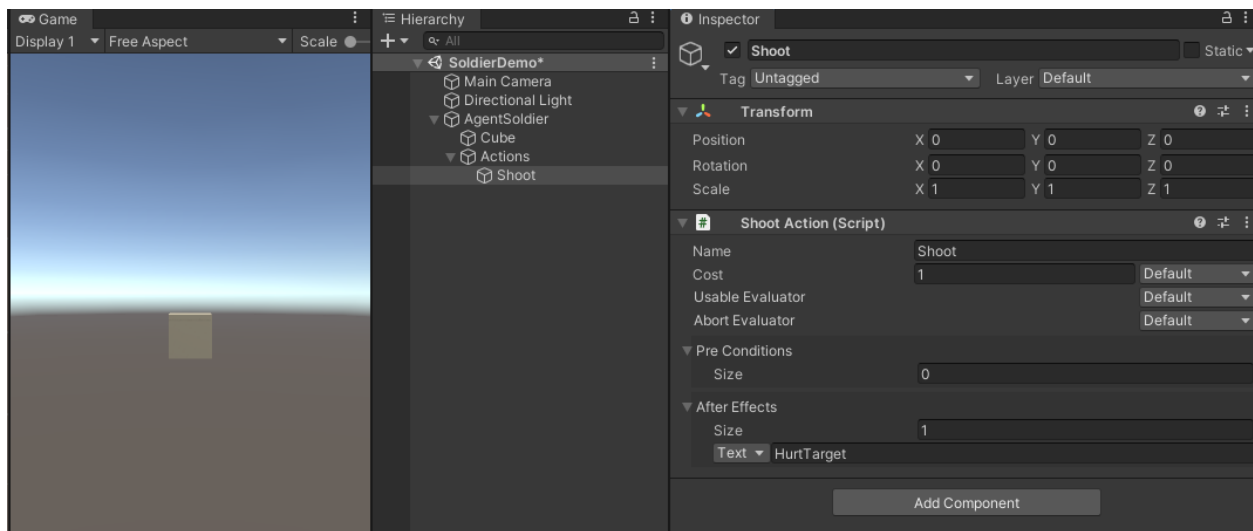 Game
Display 1 Free Aspect Scale
Hierarchy
All
SoldierDemo*
Main Camera
Directional Light
AgentSoldier
Cube
Actions
Shoot
Inspector
Shoot Static
Tag Untagged Layer Default
Transform
Position X 0 Y 0 Z 0
Rotation X 0 Y 0 Z 0
Scale X 1 Y 1 Z 1
# Shoot Action (Script)
Name Shoot
Cost 1 Default
Usable Evaluator Default
Abort Evaluator Default
Pre Conditions
Size 0
After Effects
Size 1
Text HurtTarget
Add Component